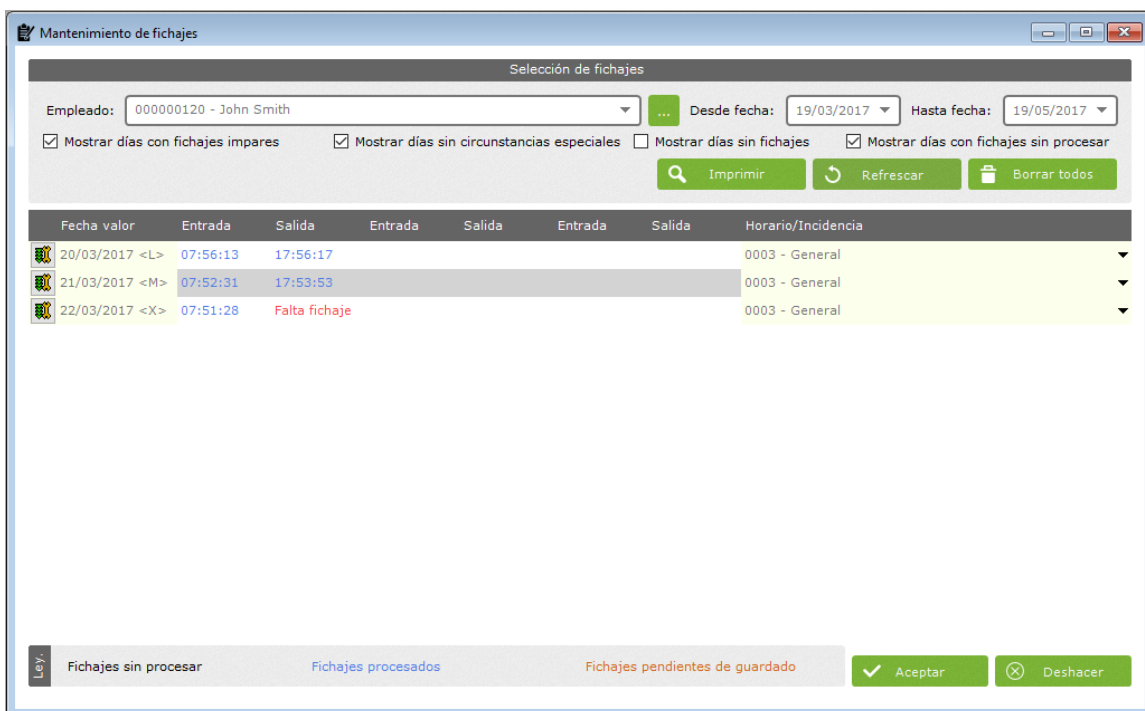 Mantenimiento de fichajes
Selección de fichajes
Empleado: 000000120 - John Smith ... Desde fecha: 19/03/2017 Hasta fecha: 19/05/2017
Mostrar días con fichajes impares Mostrar días sin circunstancias especiales Mostrar días sin fichajes Mostrar días con fichajes sin procesar
Imprimir Refrescar Borrar todos
Fecha valor Entrada Salida Entrada Salida Entrada Salida Horario/Incidencia
20/03/2017 <L> 07:56:13 17:56:17 0003 - General
21/03/2017 <M> 07:52:31 17:53:53 0003 - General
22/03/2017 <X> 07:51:28 Falta fichaje 0003 - General
Ley. Fichajes sin procesar Fichajes procesados Fichajes pendientes de guardado Aceptar Deshacer